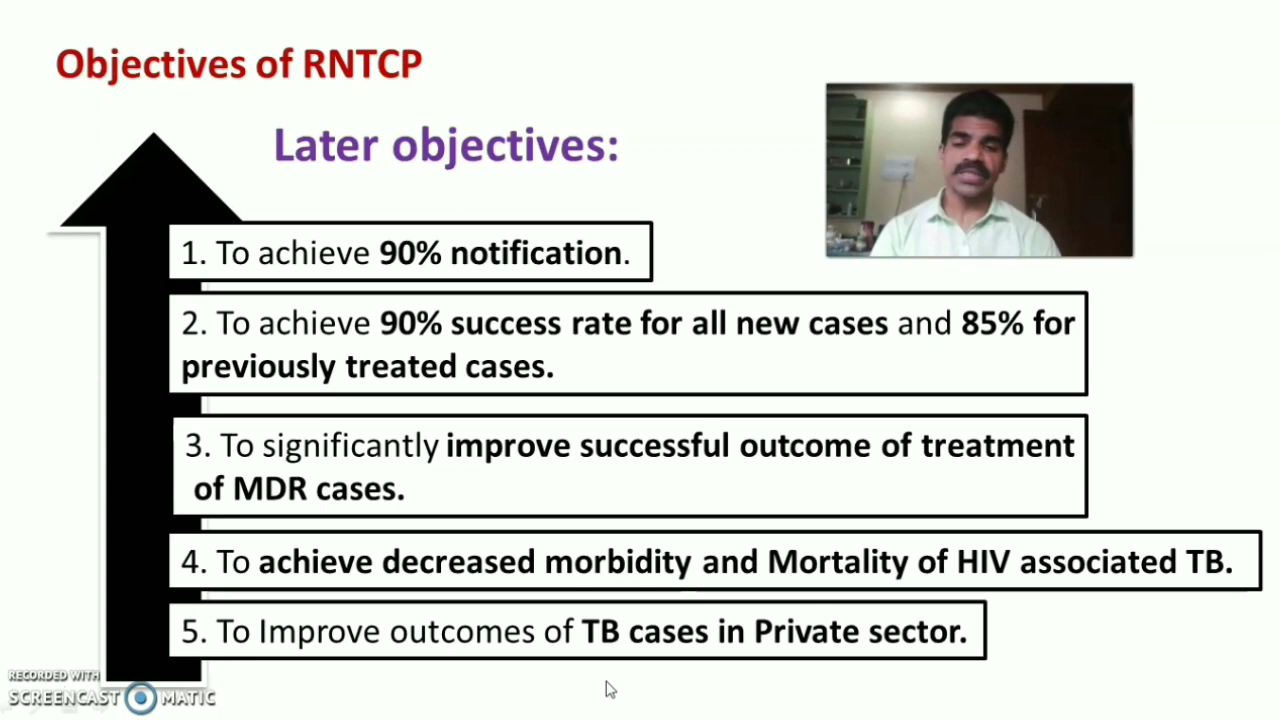 Objectives of RNTCP
Later objectives:
1. To achieve 90% notification.
2. To achieve 90% success rate for all new cases and 85% for
previously treated cases.
3. To significantly improve successful outcome of treatment
of MDR cases.
4. To achieve decreased morbidity and Mortality of HIV associated TB.
5. To Improve outcomes of TB cases in Private sector.
RECORDED WITH
SCREENCAST MATIC